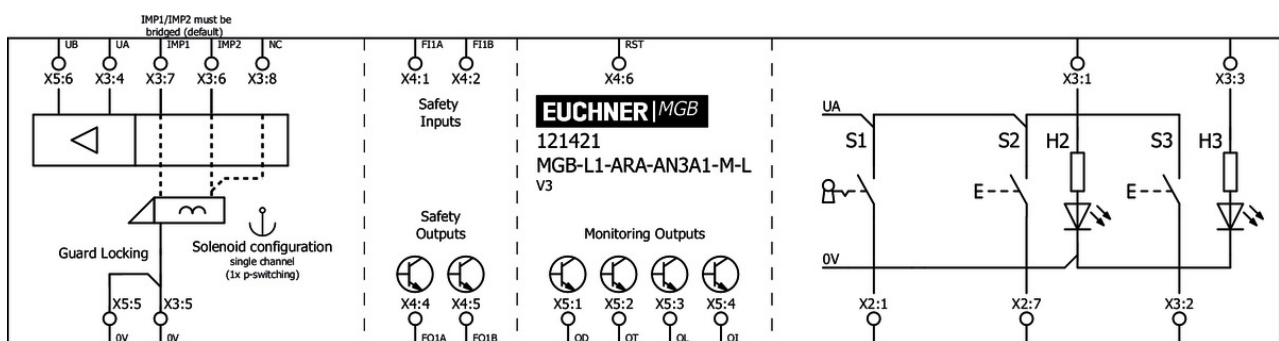 IMP1/IMP2 must be
bridged (default)
UB UA IMP1 IMP2 NC FI1A FI1B RST
X5:6 X3:4 X3:7 X3:6 X3:8 X4:1 X4:2 X4:6 X3:1 X3:3
Safety
Inputs
EUCHNER MGB
121421
MGB-L1-ARA-AN3A1-M-L
V3
UA
S1 S2 H2 S3 H3
E E
Guard Locking
Solenoid configuration
single channel
(1x p-switching)
Safety
Outputs
Monitoring Outputs
0V
X5:5 X3:5 X4:4 X4:5 X5:1 X5:2 X5:3 X5:4 X2:1 X2:7 X3:2
0V 0V FO1A FO1B OD OT OL OI